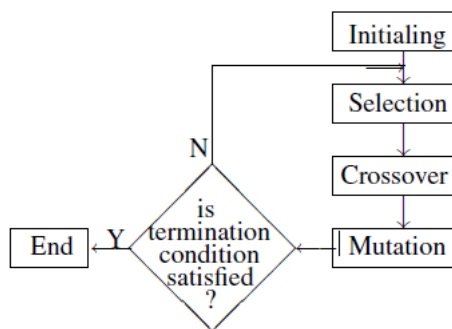 Initialing
Selection
N
Crossover
is
termination
condition
satisfied
?
Y
End
Mutation